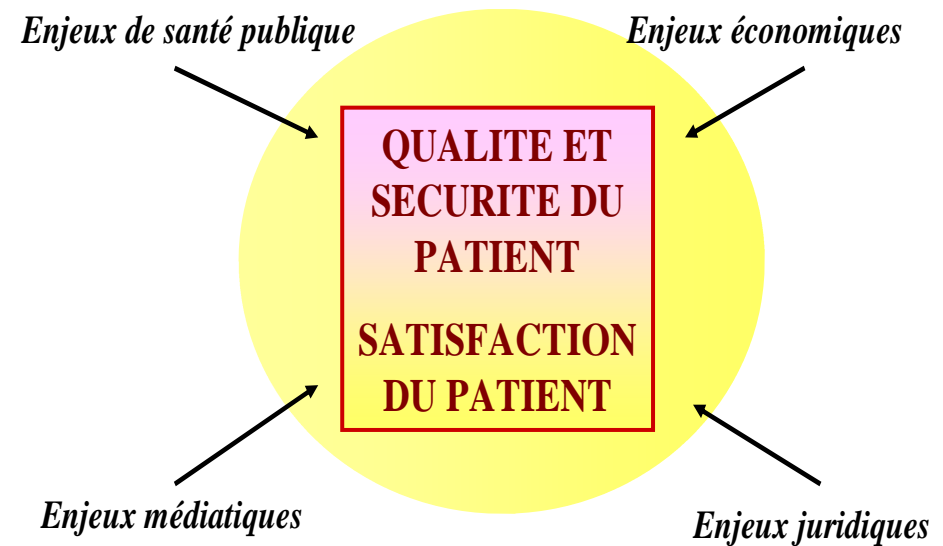 Enjeux de santé publique
Enjeux économiques
QUALITE ET
SECURITE DU
PATIENT
SATISFACTION
DU PATIENT
Enjeux médiatiques
Enjeux juridiques